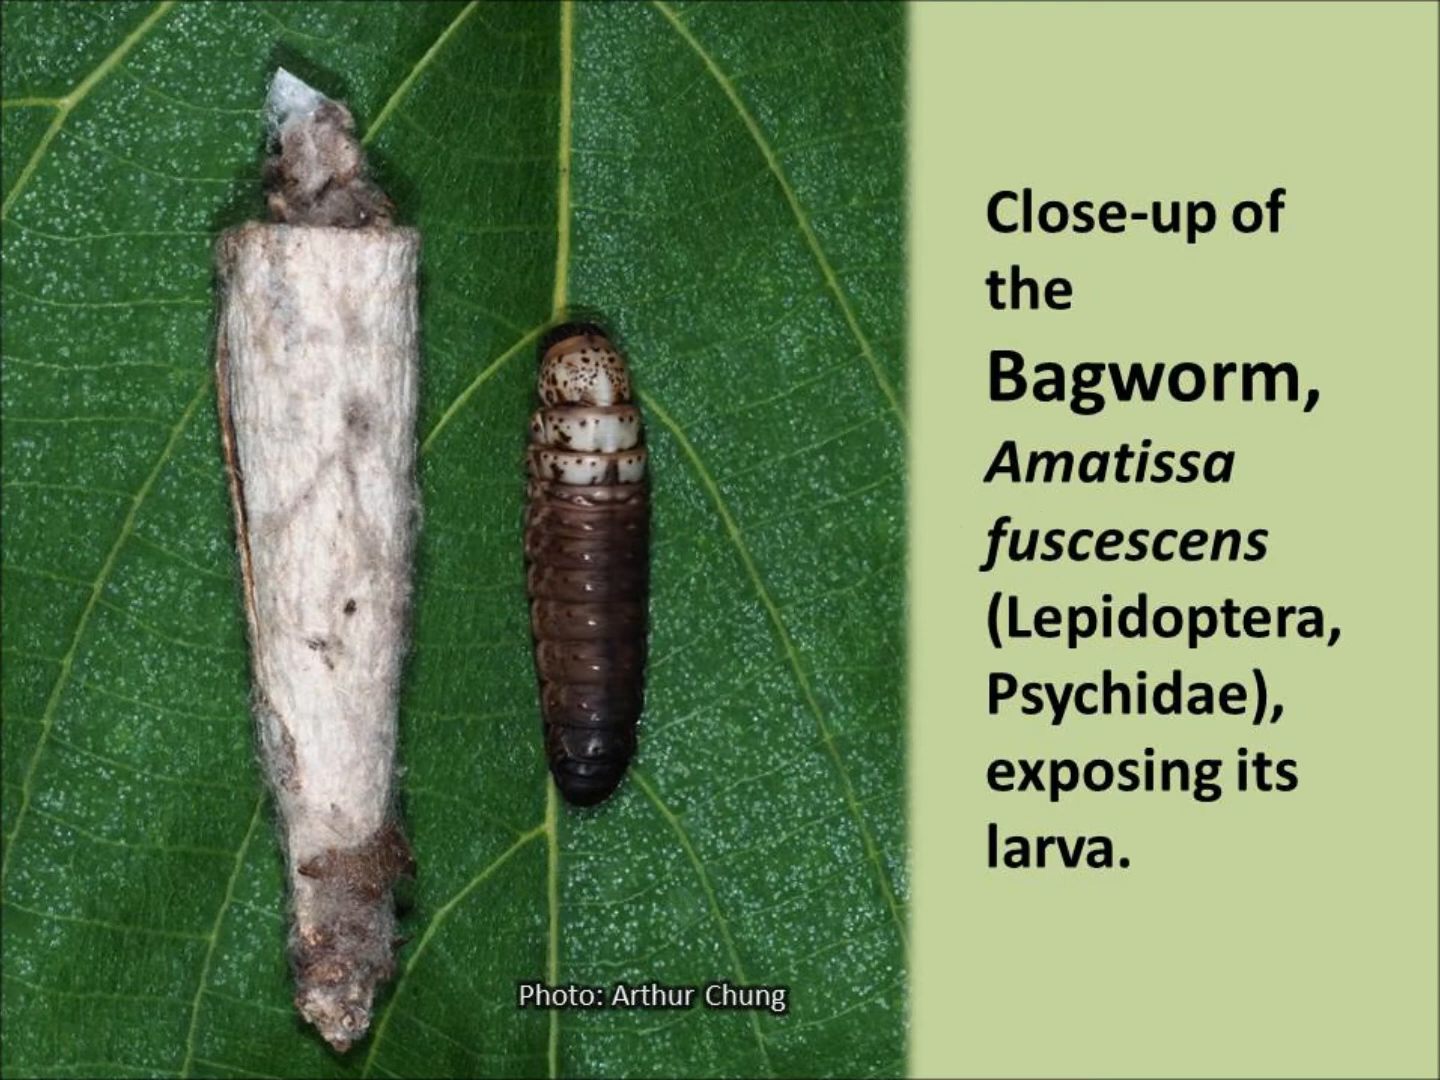 Close-up of
the
Bagworm,
Amatissa
fuscescens
(Lepidoptera,
Psychidae),
exposing its
larva.
Photo: Arthur Chung